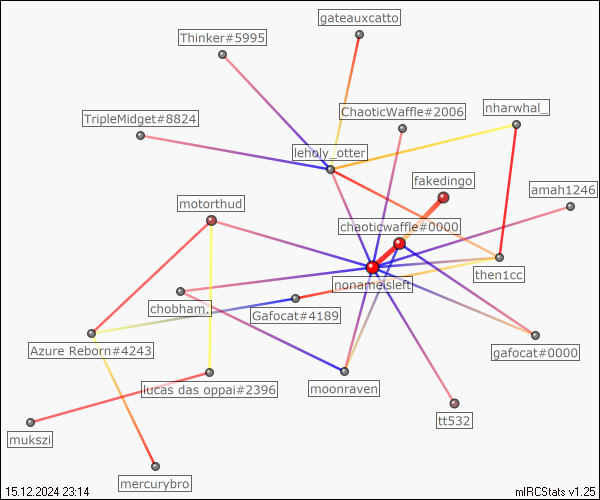 gateauxcatto
Thinker#5995
ChaoticWaffle#2006
nharwhal_
TripleMidget#8824
leholy_otter
fakedingo
amah1246
motorthud
chaoticwaffle#0000
then1cc
nonameisleft
chobham.
Gafocat#4189
gafocat#0000
Azure Reborn#4243
lucas das oppai#2396
moonraven
tt532
mukszi
mercurybro
15.12.2024 23:14
mIRCStats v1.25